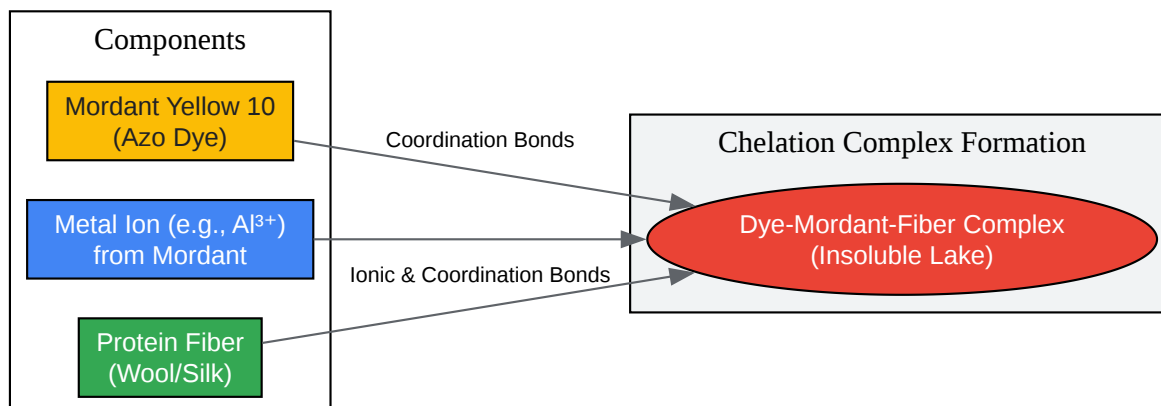 Components
Mordant Yellow 10
(Azo Dye)
Metal Ion (e.g., Al³⁺)
from Mordant
Protein Fiber
(Wool/Silk)
Coordination Bonds
Ionic & Coordination Bonds
Chelation Complex Formation
Dye-Mordant-Fiber Complex
(Insoluble Lake)